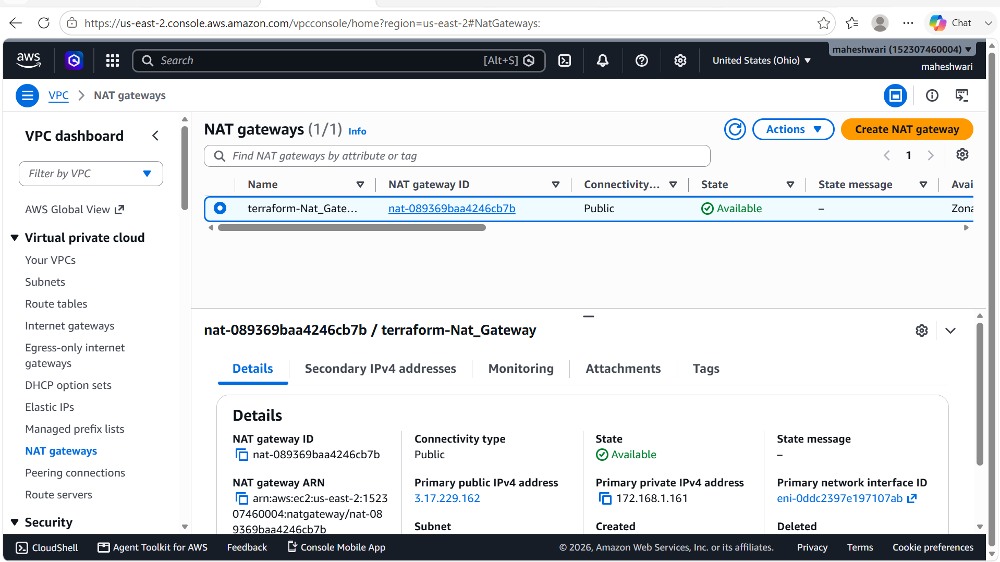 https://us-east-2.console.aws.amazon.com/vpcconsole/home?region=us-east-2#NatGateways:
Chat
aws
Search
[Alt+S]
United States (Ohio)
maheshwari (152307460004)
maheshwari
VPC
NAT gateways
VPC dashboard
Filter by VPC
AWS Global View
Virtual private cloud
Your VPCs
Subnets
Route tables
Internet gateways
Egress-only internet
gateways
DHCP option sets
Elastic IPs
Managed prefix lists
NAT gateways
Peering connections
Route servers
Security
NAT gateways (1/1) Info
Actions
Create NAT gateway
Find NAT gateways by attribute or tag
1
Name
NAT gateway ID
Connectivity...
State
State message
Avai
terraform-Nat_Gate...
nat-089369baa4246cb7b
Public
Available
–
Zona
nat-089369baa4246cb7b / terraform-Nat_Gateway
Details
Secondary IPv4 addresses
Monitoring
Attachments
Tags
Details
NAT gateway ID
nat-089369baa4246cb7b
Connectivity type
Public
State
Available
State message
–
NAT gateway ARN
arn:aws:ec2:us-east-2:1523
07460004:natgateway/nat-08
9369baa4246cb7b
Primary public IPv4 address
3.17.229.162
Primary private IPv4 address
172.168.1.161
Primary network interface ID
eni-0ddc2397e197107ab
Subnet
Created
Deleted
CloudShell
Agent Toolkit for AWS
Feedback
Console Mobile App
© 2026, Amazon Web Services, Inc. or its affiliates.
Privacy
Terms
Cookie preferences